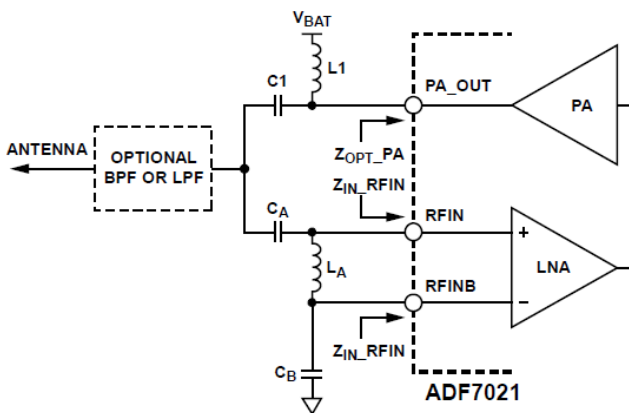 VBAT
L1
C1
PA_OUT
PA
ZOPT_PA
ANTENNA
OPTIONAL
BPF OR LPF
ZIN_RFIN
CA
RFIN
+
LA
LNA
RFINB
−
ZIN_RFIN
CB
ADF7021